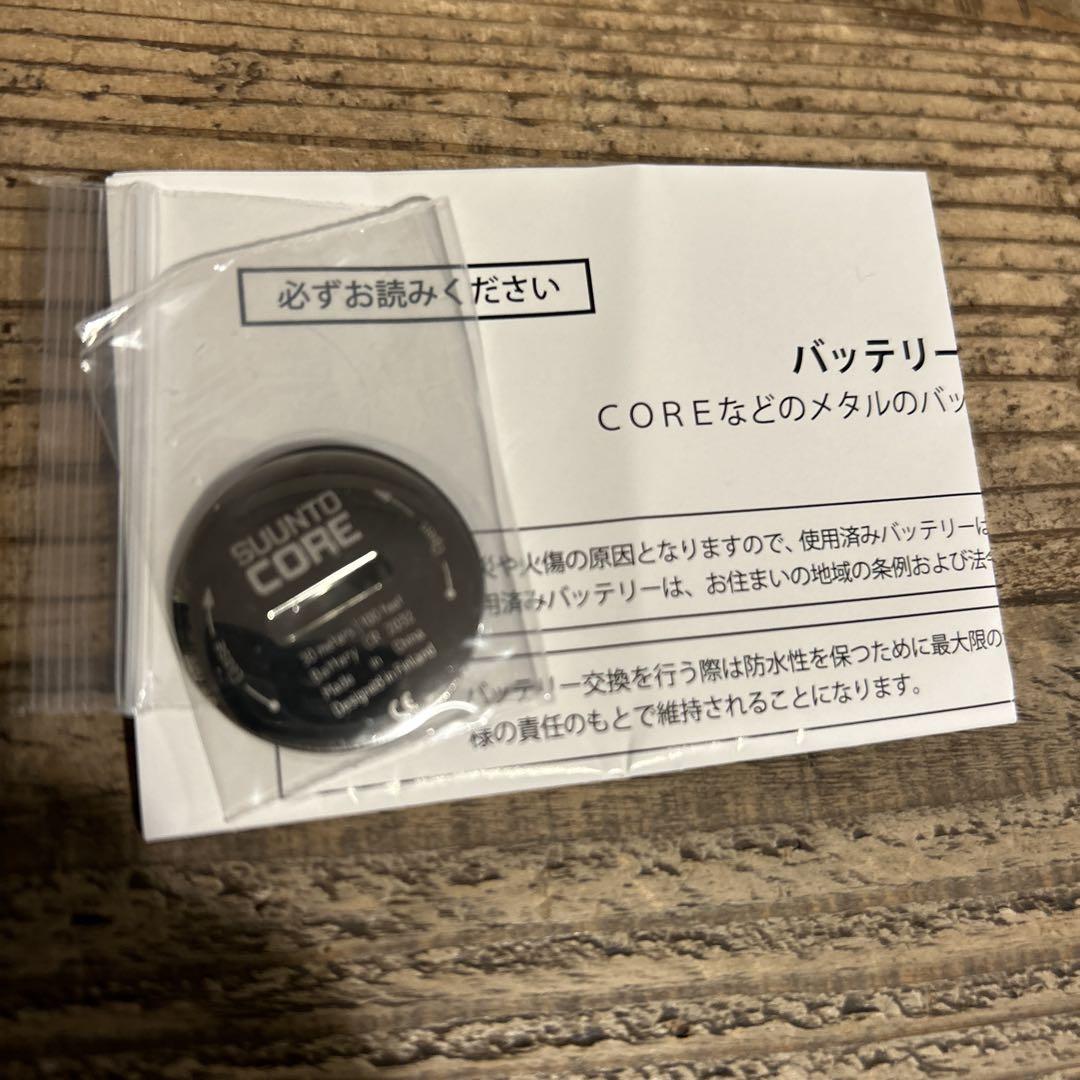 必ずお読みください
バッテリー
COREなどのメタルのバッ
災や火傷の原因となりますので、使用済みバッテリーは
用済みバッテリーは、お住まいの地域の条例および法令
バッテリー交換を行う際は防水性を保つために最大限の
様の責任のもとで維持されることになります。
SUUNTO
CORE
Open
Close
30 meters / 100 feet
Battery CR 2032
Made in China
Designed in Finland
CE